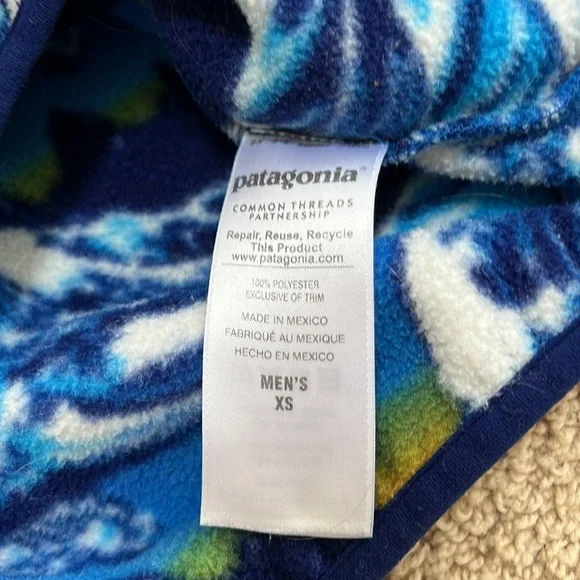 patagonia®
COMMON THREADS
PARTNERSHIP
Repair, Reuse, Recycle
This Product
www.patagonia.com
100% POLYESTER
EXCLUSIVE OF TRIM
MADE IN MEXICO
FABRIQUÉ AU MEXIQUE
HECHO EN MEXICO
MEN'S
XS